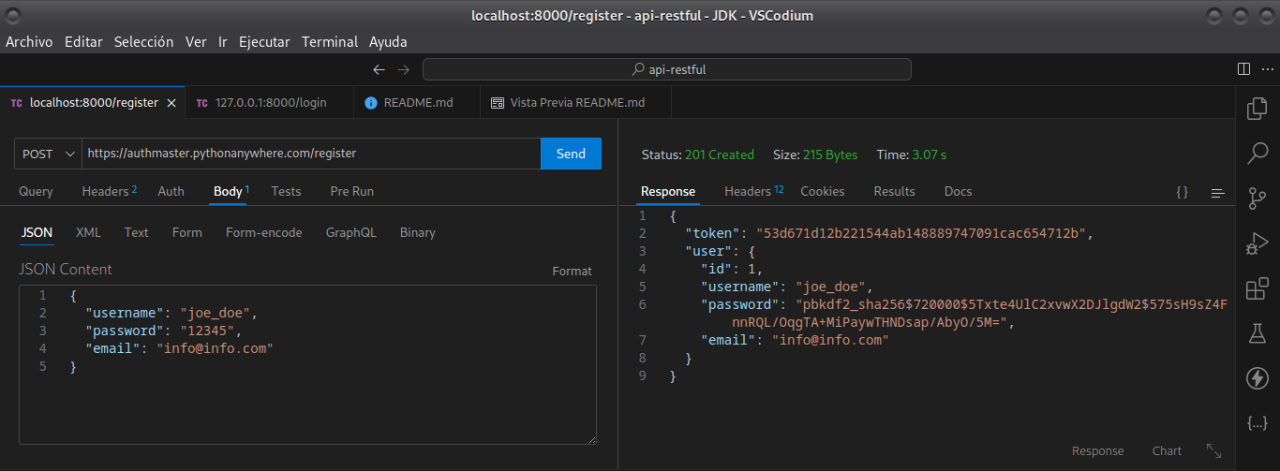 localhost:8000/register - api-restful - JDK - VSCodium
Archivo Editar Selección Ver Ir Ejecutar Terminal Ayuda
api-restful
TC localhost:8000/register TC 127.0.0.1:8000/login README.md Vista Previa README.md
POST https://authmaster.pythonanywhere.com/register Send
Query Headers 2 Auth Body 1 Tests Pre Run
JSON XML Text Form Form-encode GraphQL Binary
JSON Content Format
1 {
2 "username": "joe_doe",
3 "password": "12345",
4 "email": "info@info.com"
5 }
Status: 201 Created Size: 215 Bytes Time: 3.07 s
Response Headers 12 Cookies Results Docs { }
1 {
2 "token": "53d671d12b221544ab148889747091cac654712b",
3 "user": {
4 "id": 1,
5 "username": "joe_doe",
6 "password": "pbkdf2_sha256$720000$5Txte4UlC2xvwX2DJlgdW2$575sH9sZ4F
nnRQL/OqgTA+MiPaywTHNDsap/AbyO/5M=",
7 "email": "info@info.com"
8 }
9 }
Response Chart
{...}